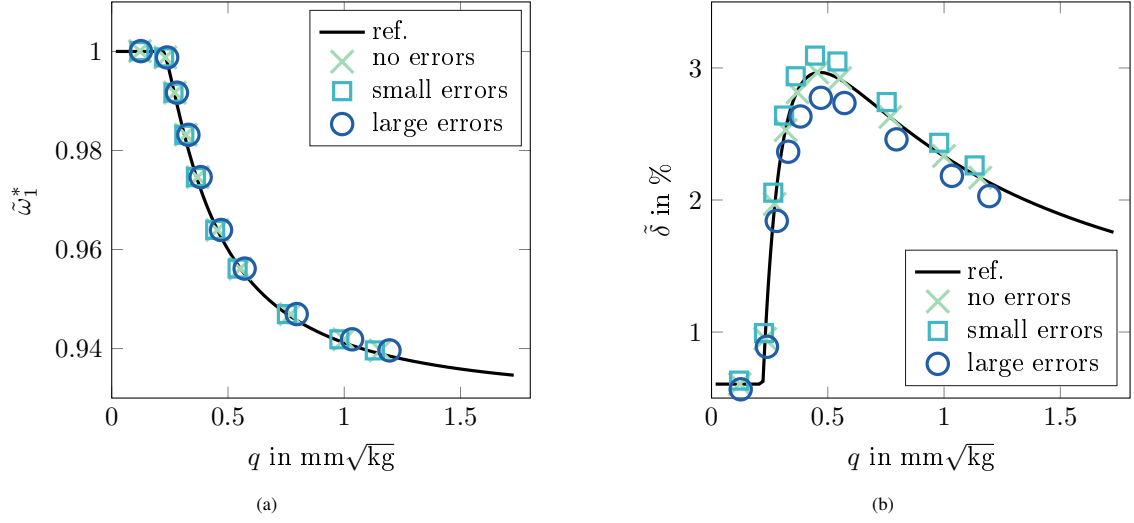 ref.
no errors
small errors
large errors
1
0.98
0.96
0.94
ω̃₁*
0
0.5
1
1.5
q in mm√kg
(a)
3
2
1
δ̃ in %
ref.
no errors
small errors
large errors
0
0.5
1
1.5
q in mm√kg
(b)